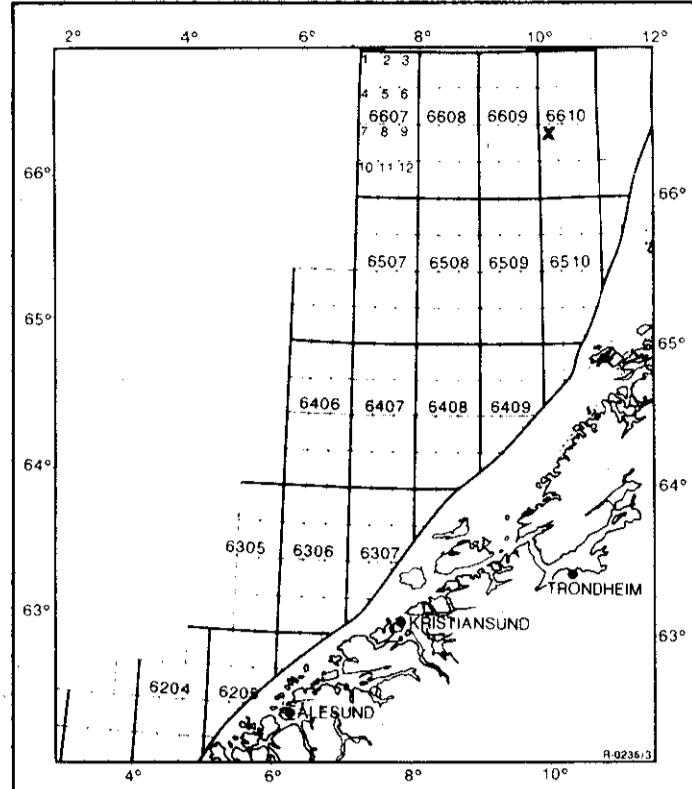 2° 4° 6° 8° 10° 12°
1 2 3
4 5 6
6607 6608 6609 6610
7 8 9 X
10 11 12
66° 66°
6507 6508 6509 6510
65° 65°
6406 6407 6408 6409
64° 64°
6305 6306 6307
TRONDHEIM
63° 63°
KRISTIANSUND
6204 6205
ÅLESUND
R-0236/3
4° 6° 8° 10°